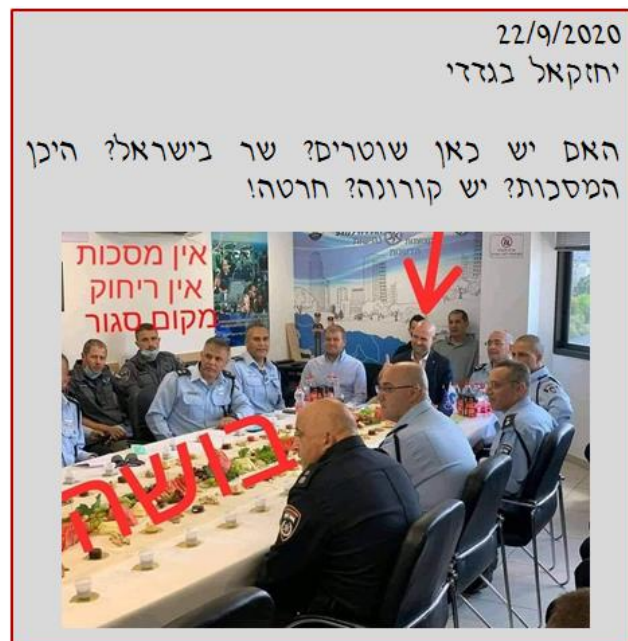 22/9/2020
יחזקאל בגדדי
האם יש כאן שוטרים? שר בישראל? היכן
המסכות? יש קורונה? חרטה!
אין מסכות
אין ריחוק
מקום סגור
בושה